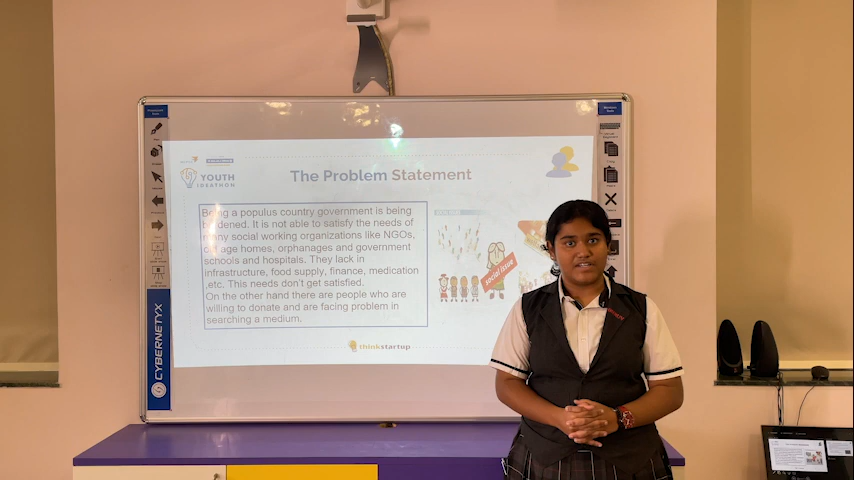 YOUTH
IDEATHON
The Problem Statement
Being a populus country government is being
burdened. It is not able to satisfy the needs of
many social working organizations like NGOs,
old age homes, orphanages and government
schools and hospitals. They lack in
infrastructure, food supply, finance, medication
,etc. This needs don't get satisfied.
On the other hand there are people who are
willing to donate and are facing problem in
searching a medium.
social issue
thinkstartup
CYBERNETYX